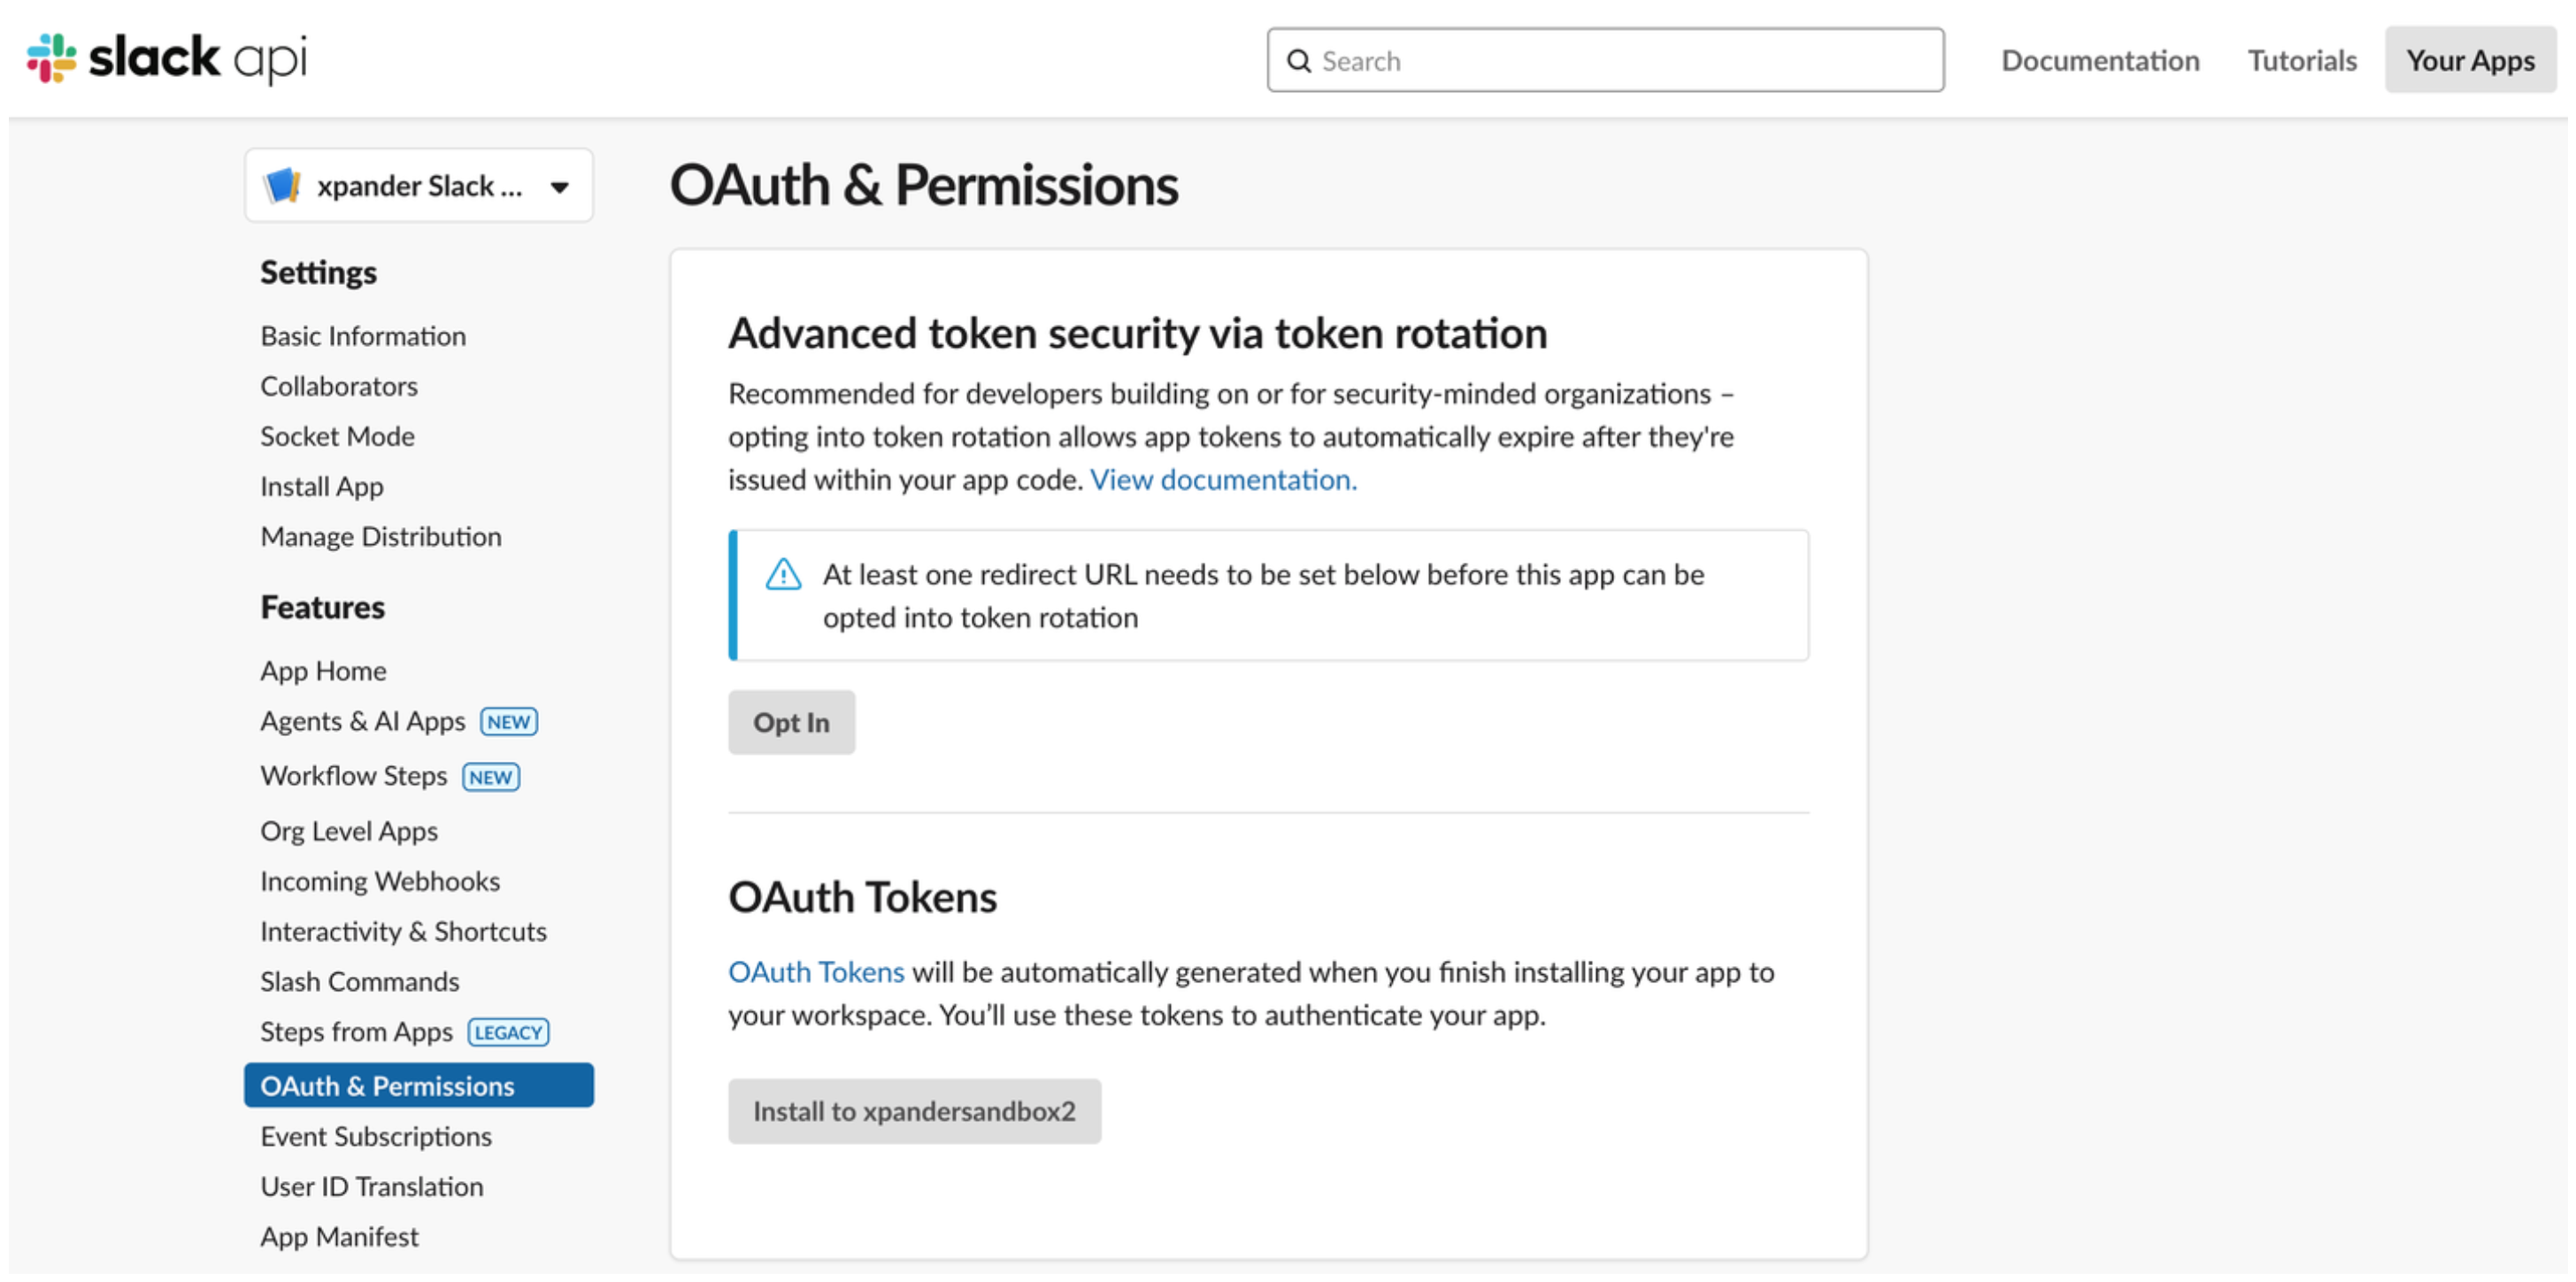 slack api
Search
Documentation
Tutorials
Your Apps
xpander Slack ...
Settings
Basic Information
Collaborators
Socket Mode
Install App
Manage Distribution
Features
App Home
Agents & AI Apps NEW
Workflow Steps NEW
Org Level Apps
Incoming Webhooks
Interactivity & Shortcuts
Slash Commands
Steps from Apps LEGACY
OAuth & Permissions
Event Subscriptions
User ID Translation
App Manifest
OAuth & Permissions
Advanced token security via token rotation
Recommended for developers building on or for security-minded organizations –
opting into token rotation allows app tokens to automatically expire after they're
issued within your app code. View documentation.
At least one redirect URL needs to be set below before this app can be
opted into token rotation
Opt In
OAuth Tokens
OAuth Tokens will be automatically generated when you finish installing your app to
your workspace. You’ll use these tokens to authenticate your app.
Install to xpandersandbox2